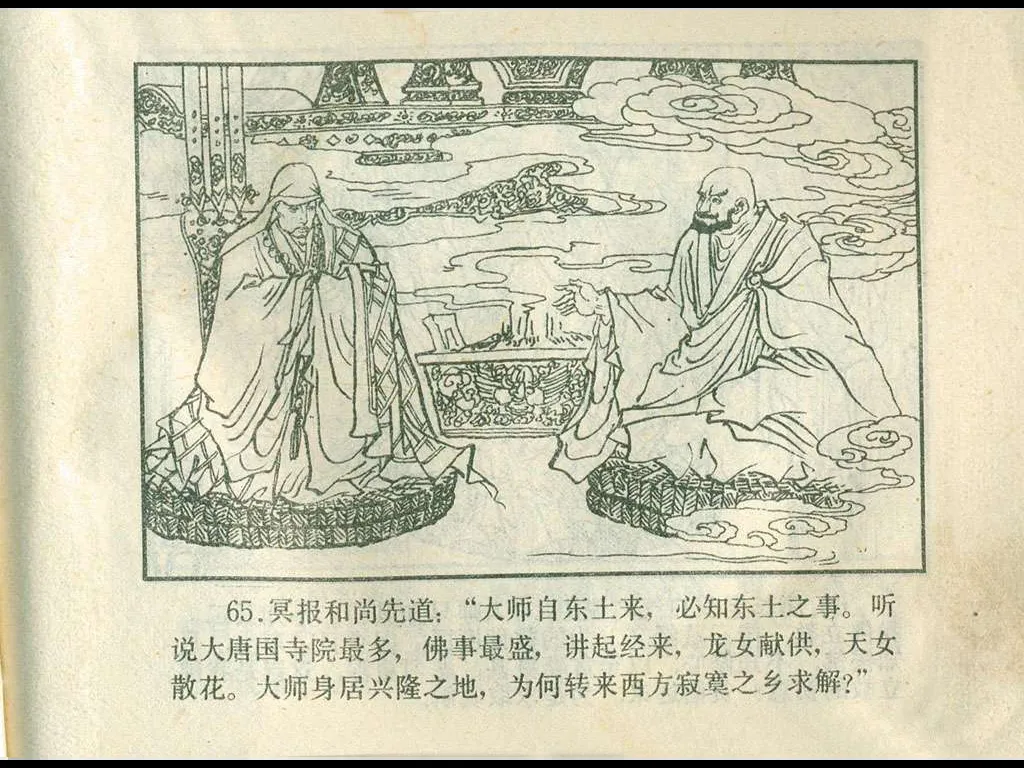 65.冥报和尚先道：“大师自东土来，必知东土之事。听
说大唐国寺院最多，佛事最盛，讲起经来，龙女献供，天女
散花。大师身居兴隆之地，为何转来西方寂寞之乡求解？”